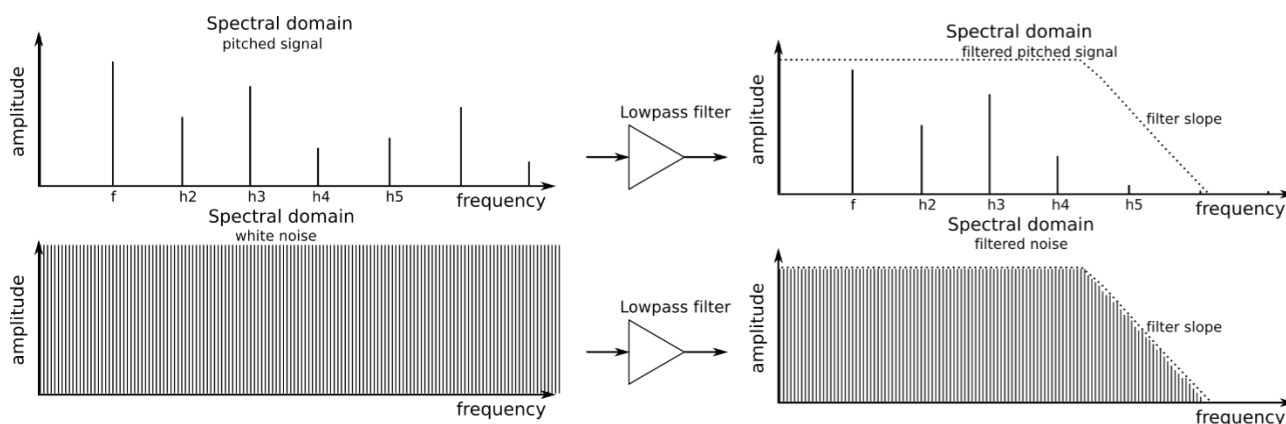 Spectral domain
pitched signal
amplitude
f h2 h3 h4 h5
frequency
Lowpass filter
Spectral domain
filtered pitched signal
amplitude
filter slope
f h2 h3 h4 h5
frequency
Spectral domain
white noise
amplitude
frequency
Lowpass filter
Spectral domain
filtered noise
amplitude
filter slope
frequency